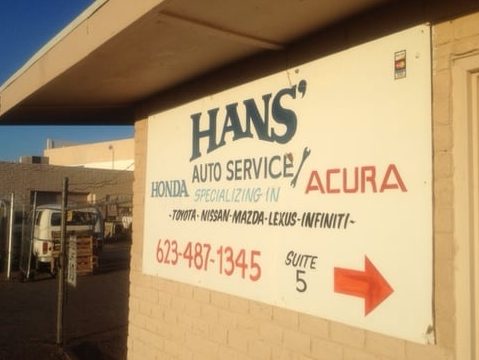 HANS'
AUTO SERVICE
HONDA SPECIALIZING IN ACURA
-TOYOTA-NISSAN-MAZDA-LEXUS-INFINITI-
623-487-1345 SUITE 5